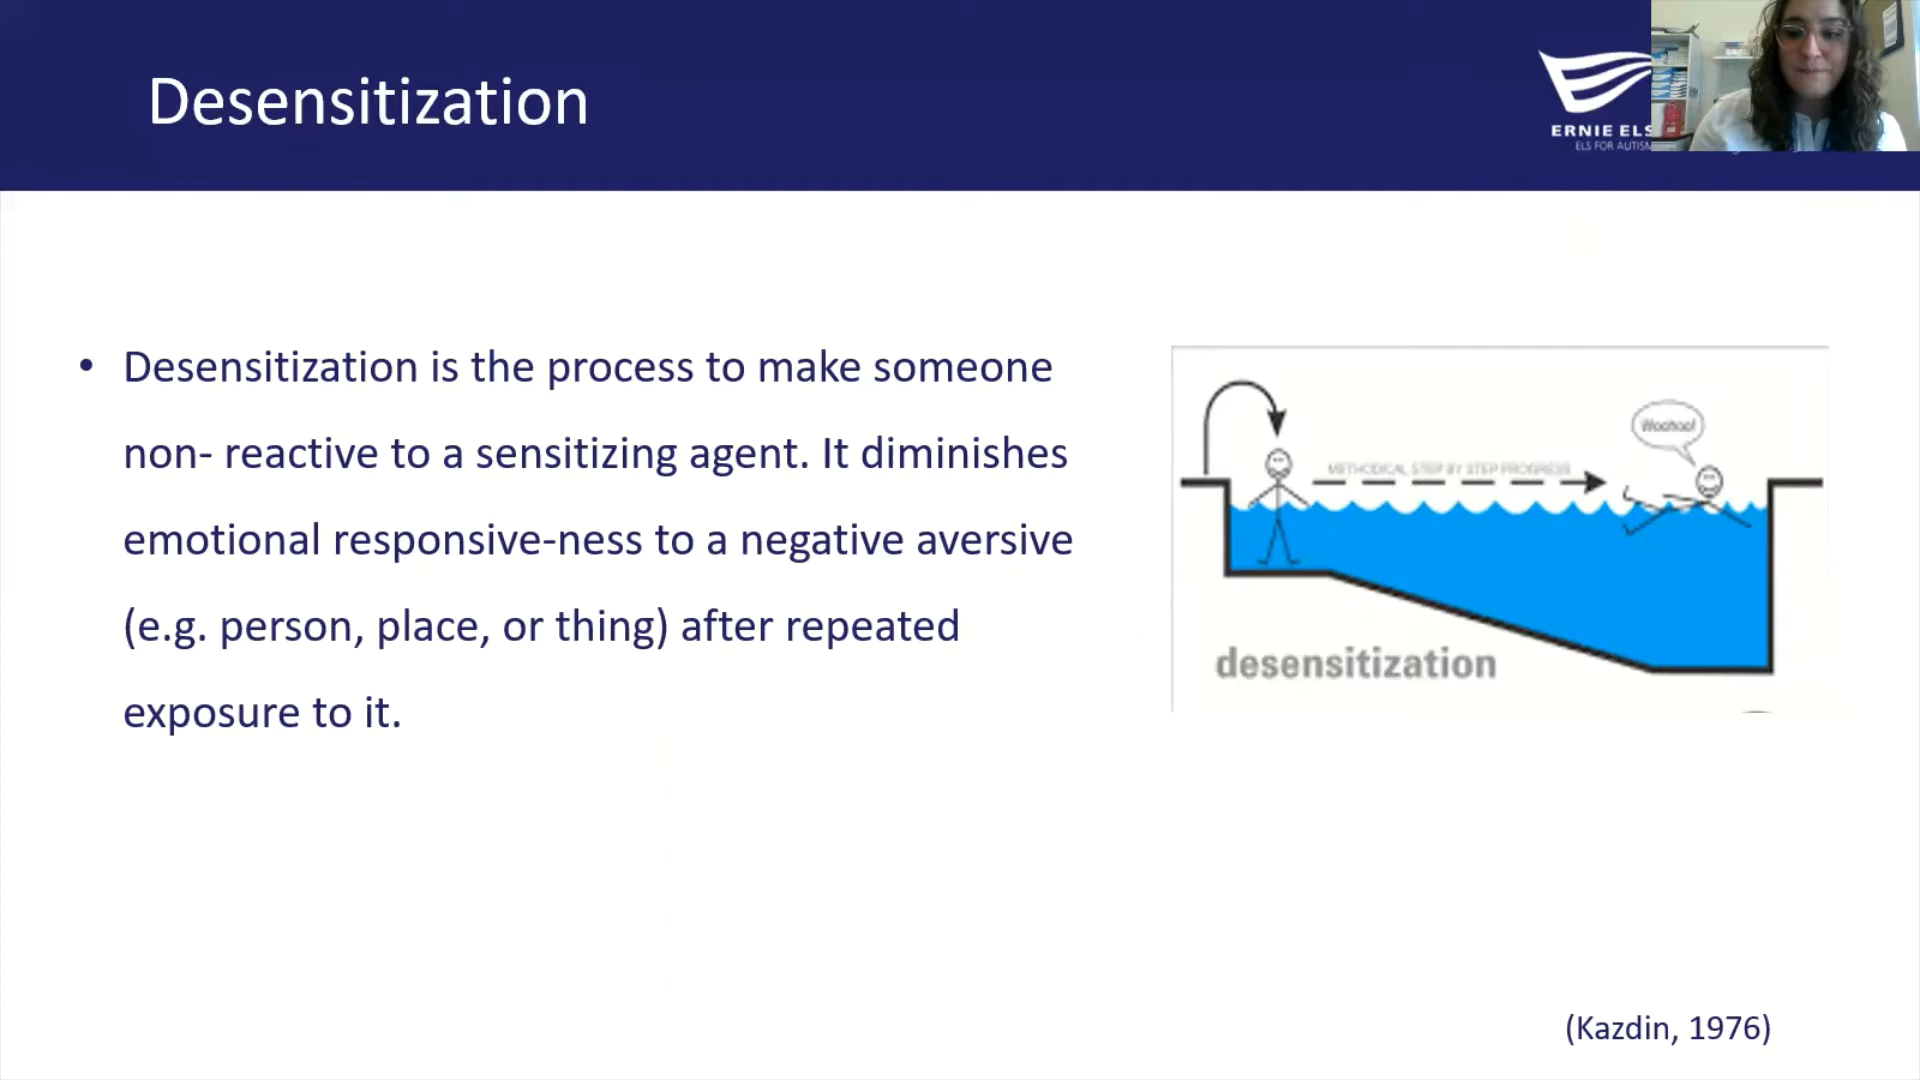 Desensitization
ERNIE ELS
ELS FOR AUTISM
• Desensitization is the process to make someone
non- reactive to a sensitizing agent. It diminishes
emotional responsive-ness to a negative aversive
(e.g. person, place, or thing) after repeated
exposure to it.
Woohoo!
METHODICAL STEP BY STEP PROGRESS
desensitization
(Kazdin, 1976)